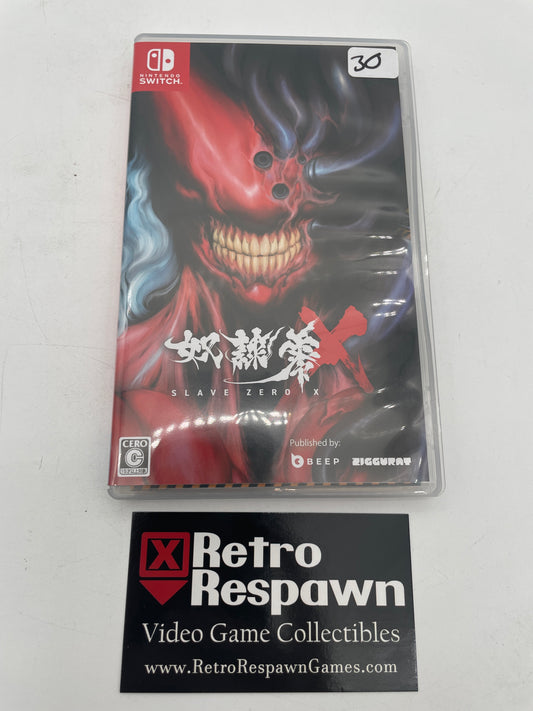 NINTENDO
SWITCH™
30
奴隷零X
SLAVE ZERO X
CERO
C
Published by:
BEEP ZIGGURAT
Retro
Respawn
Video Game Collectibles
www.RetroRespawnGames.com